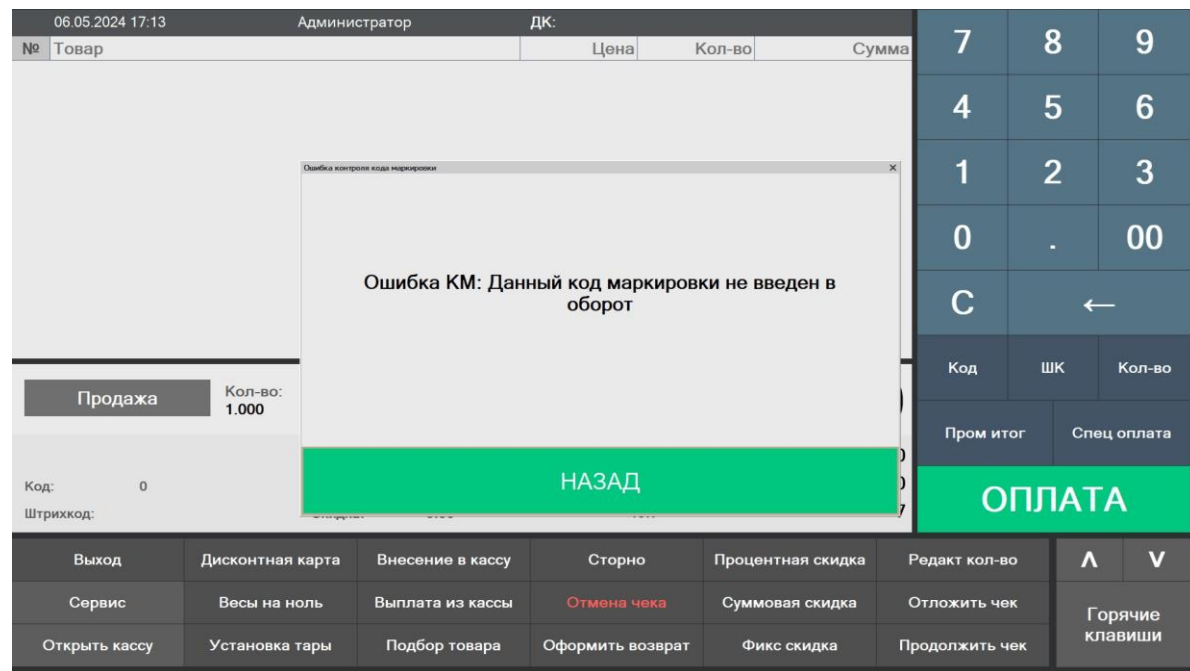 06.05.2024 17:13 Администратор ДК:
№ Товар Цена Кол-во Сумма
Ошибка контроля кода маркировки ×
Ошибка КМ: Данный код маркировки не введен в
оборот
НАЗАД
Продажа Кол-во:
1.000
Код: 0
Штрихкод:
7 8 9
4 5 6
1 2 3
0 . 00
C ←
Код ШК Кол-во
Пром итог Спец оплата
ОПЛАТА
Выход Дисконтная карта Внесение в кассу Сторно Процентная скидка Редакт кол-во
Сервис Весы на ноль Выплата из кассы Отмена чека Суммовая скидка Отложить чек
Открыть кассу Установка тары Подбор товара Оформить возврат Фикс скидка Продолжить чек
Горячие
клавиши